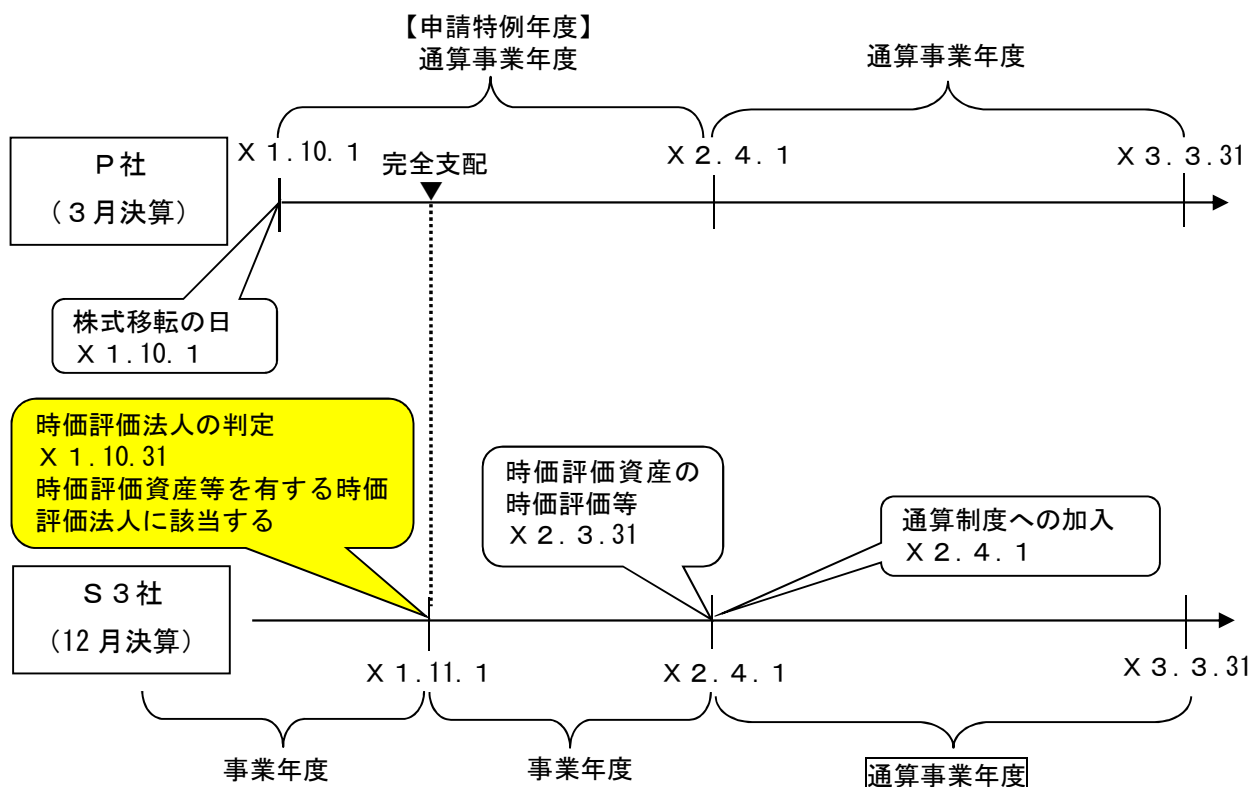 【申請特例年度】
通算事業年度
通算事業年度
P社
(3月決算)
X1.10.1
完全支配
X2.4.1
X3.3.31
株式移転の日
X1.10.1
時価評価法人の判定
X1.10.31
時価評価資産等を有する時価
評価法人に該当する
時価評価資産の
時価評価等
X2.3.31
通算制度への加入
X2.4.1
S3社
(12月決算)
X1.11.1
X2.4.1
X3.3.31
事業年度
事業年度
通算事業年度